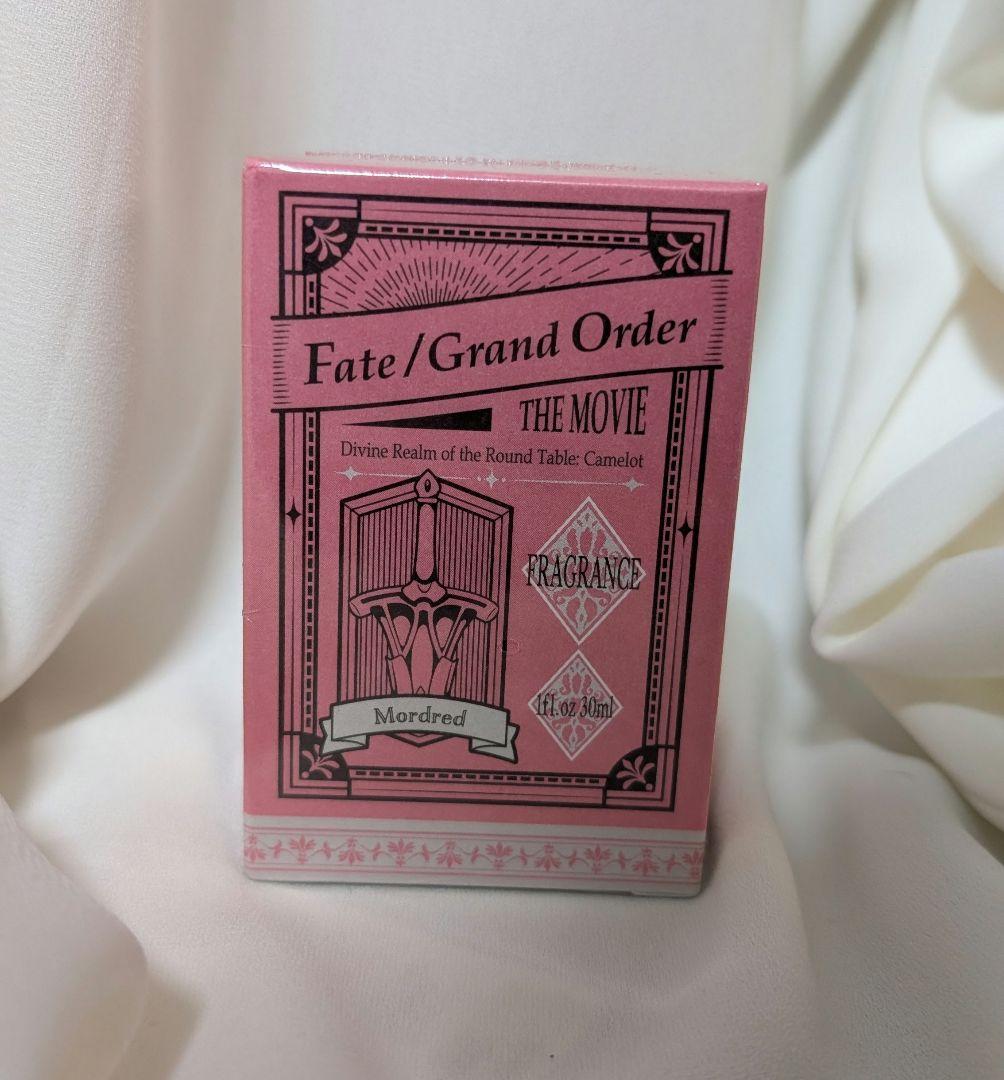 Fate/Grand Order
THE MOVIE
Divine Realm of the Round Table: Camelot
FRAGRANCE
1fl.oz 30ml
Mordred